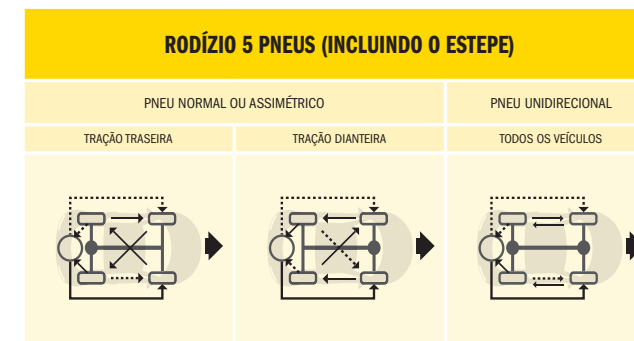 RODÍZIO 5 PNEUS (INCLUINDO O ESTEPE)
PNEU NORMAL OU ASSIMÉTRICO
PNEU UNIDIRECIONAL
TRAÇÃO TRASEIRA
TRAÇÃO DIANTEIRA
TODOS OS VEÍCULOS